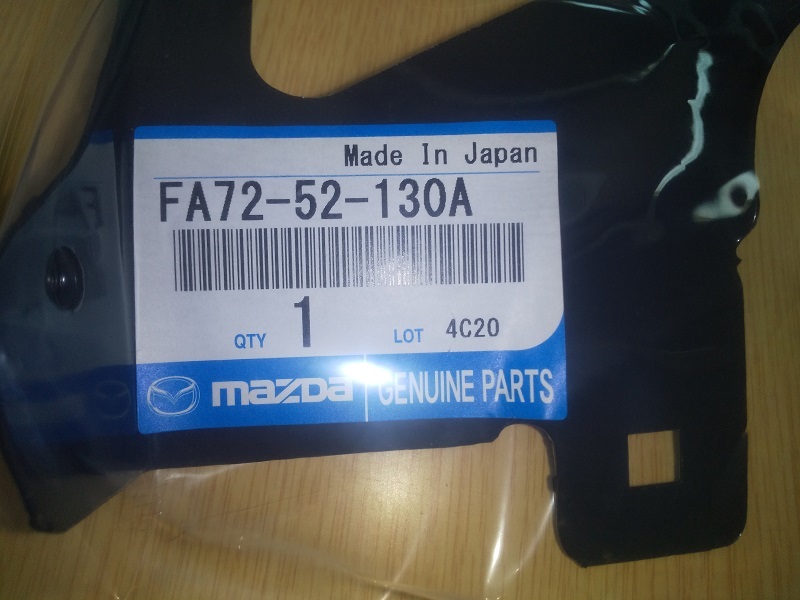 Made In Japan
FA72-52-130A
QTY 1 LOT 4C20
mazda GENUINE PARTS